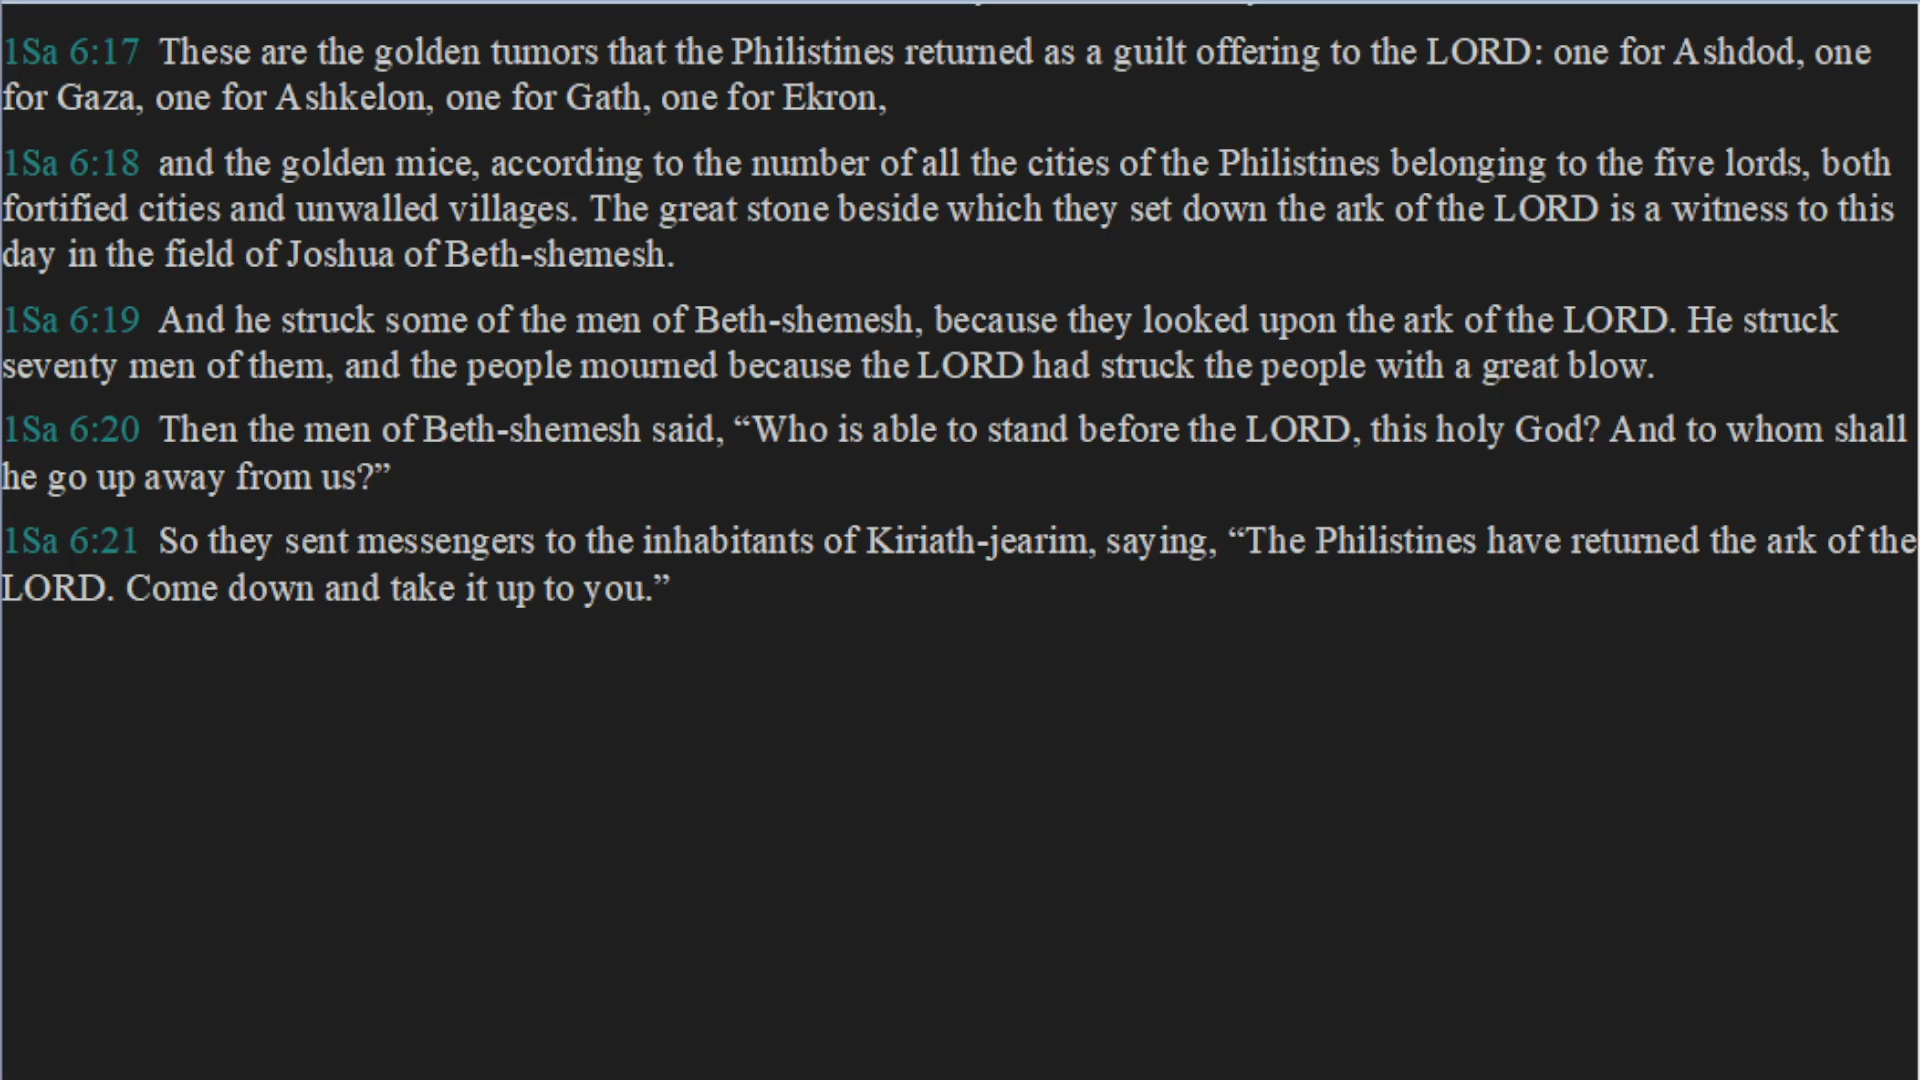 1Sa 6:17 These are the golden tumors that the Philistines returned as a guilt offering to the LORD: one for Ashdod, one
for Gaza, one for Ashkelon, one for Gath, one for Ekron,
1Sa 6:18 and the golden mice, according to the number of all the cities of the Philistines belonging to the five lords, both
fortified cities and unwalled villages. The great stone beside which they set down the ark of the LORD is a witness to this
day in the field of Joshua of Beth-shemesh.
1Sa 6:19 And he struck some of the men of Beth-shemesh, because they looked upon the ark of the LORD. He struck
seventy men of them, and the people mourned because the LORD had struck the people with a great blow.
1Sa 6:20 Then the men of Beth-shemesh said, “Who is able to stand before the LORD, this holy God? And to whom shall
he go up away from us?”
1Sa 6:21 So they sent messengers to the inhabitants of Kiriath-jearim, saying, “The Philistines have returned the ark of the
LORD. Come down and take it up to you.”